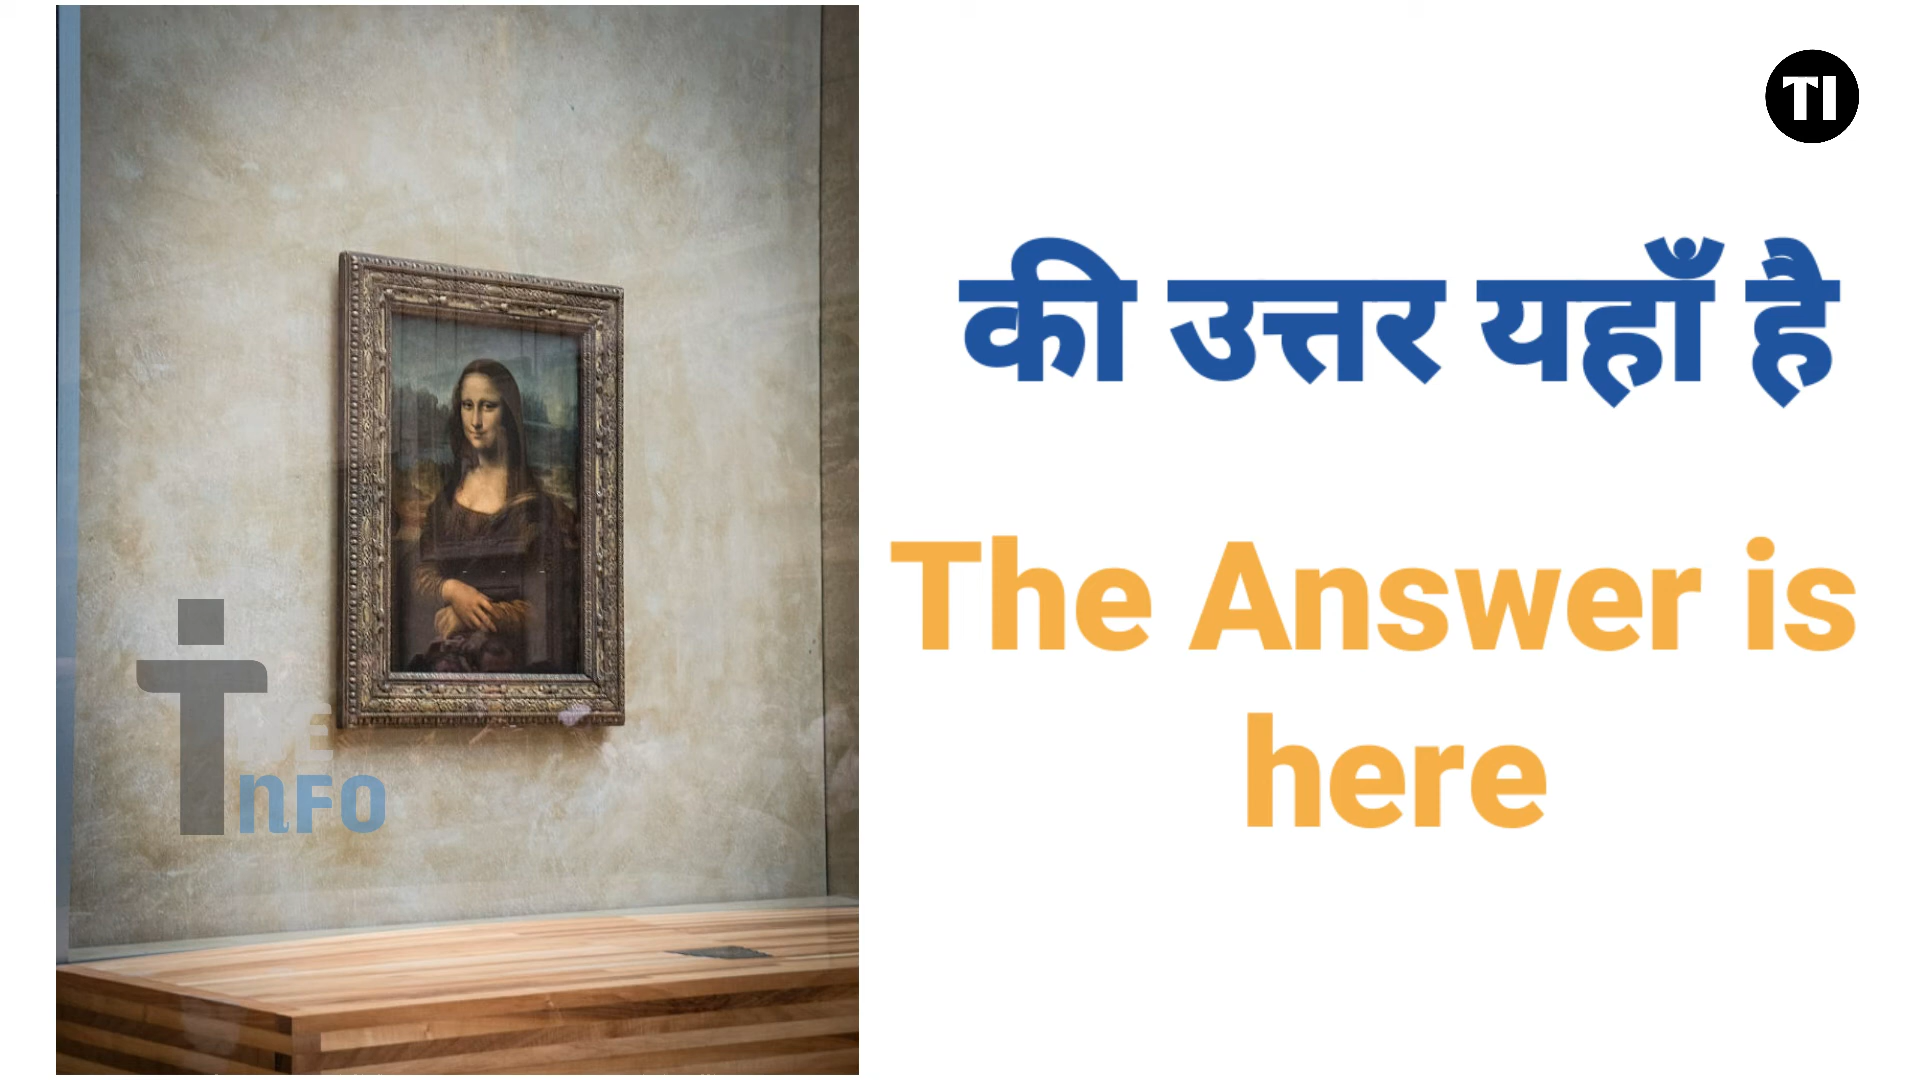 TI
की उत्तर यहाँ है
The Answer is
here
nFO